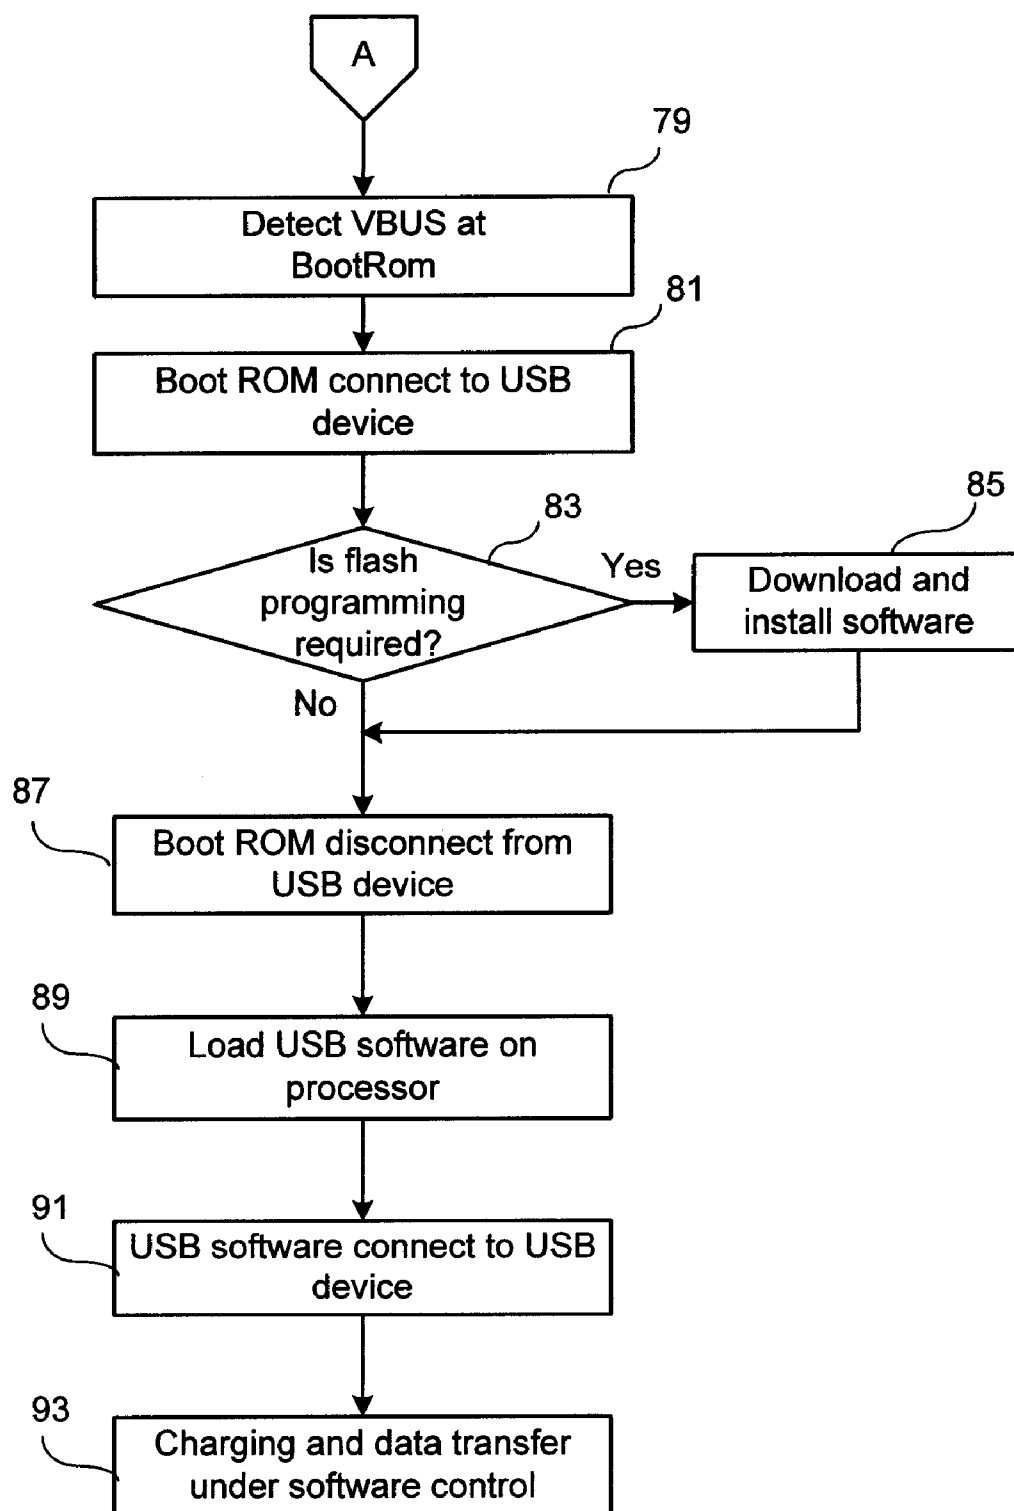 A
79
Detect VBUS at
BootRom
81
Boot ROM connect to USB
device
83
85
Is flash
programming
required?
Yes
Download and
install software
No
87
Boot ROM disconnect from
USB device
89
Load USB software on
processor
91
USB software connect to USB
device
93
Charging and data transfer
under software control